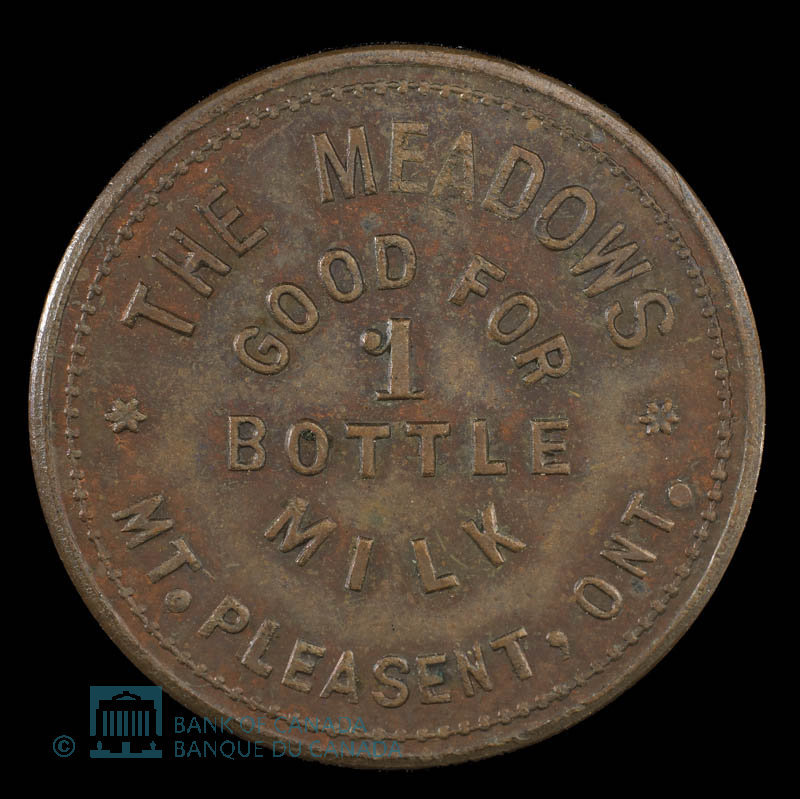 THE MEADOWS
GOOD FOR
1
BOTTLE
MILK
MT. PLEASENT, ONT.
© BANK OF CANADA
BANQUE DU CANADA